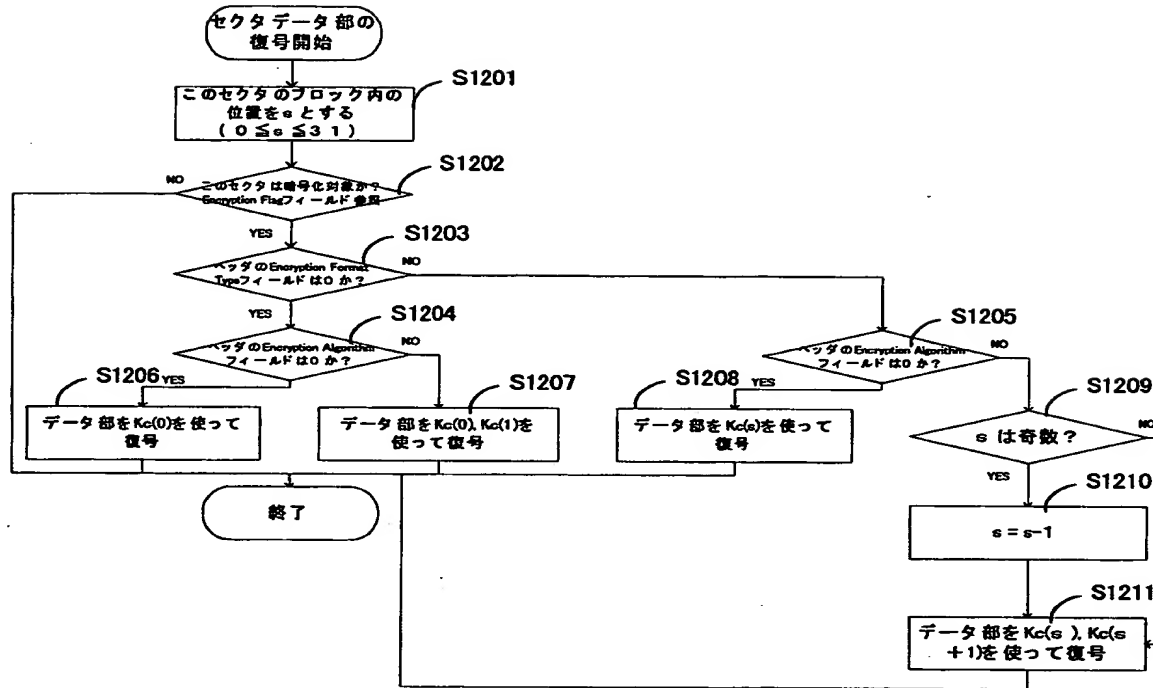 セクタデータ部の
復号開始
S1201
このセクタのブロック内の
位置をsとする
(0≦s≦31)
S1202
NO
このセクタは暗号化対象か?
Encryption Flagフィールド参照
YES
S1203
ヘッダのEncryption Format
Typeフィールドは0か?
NO
YES
S1204
ヘッダのEncryption Algorithm
フィールドは0か?
NO
S1205
ヘッダのEncryption Algorithm
フィールドは0か?
NO
S1206
YES
データ部をKc(0)を使って
復号
S1207
データ部をKc(0),Kc(1)を
使って復号
S1208
YES
データ部をKc(s)を使って
復号
S1209
sは奇数?
NO
YES
終了
S1210
s=s-1
S1211
データ部をKc(s),Kc(s
+1)を使って復号